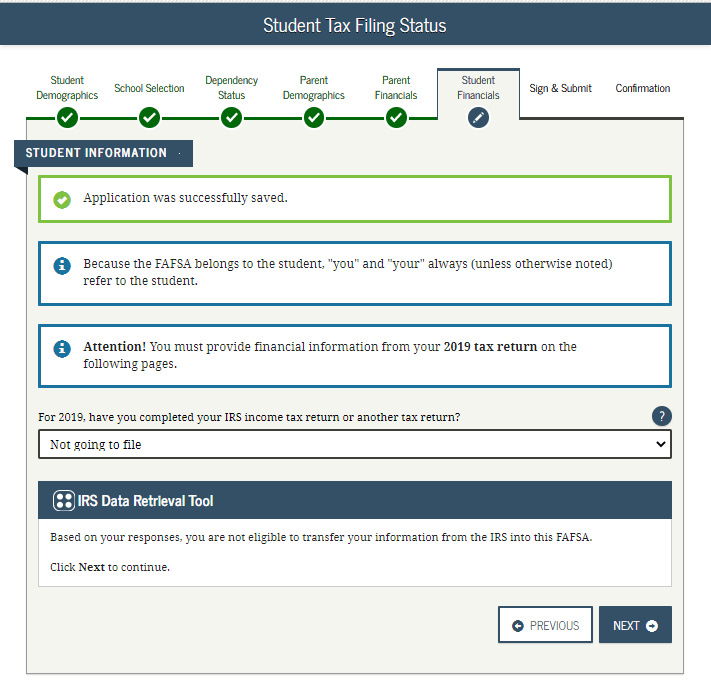 Student Tax Filing Status
Student
Demographics
School Selection
Dependency
Status
Parent
Demographics
Parent
Financials
Student
Financials
Sign & Submit
Confirmation
STUDENT INFORMATION
Application was successfully saved.
Because the FAFSA belongs to the student, "you" and "your" always (unless otherwise noted)
refer to the student.
Attention! You must provide financial information from your 2019 tax return on the
following pages.
For 2019, have you completed your IRS income tax return or another tax return?
?
Not going to file
IRS Data Retrieval Tool
Based on your responses, you are not eligible to transfer your information from the IRS into this FAFSA.
Click Next to continue.
PREVIOUS
NEXT